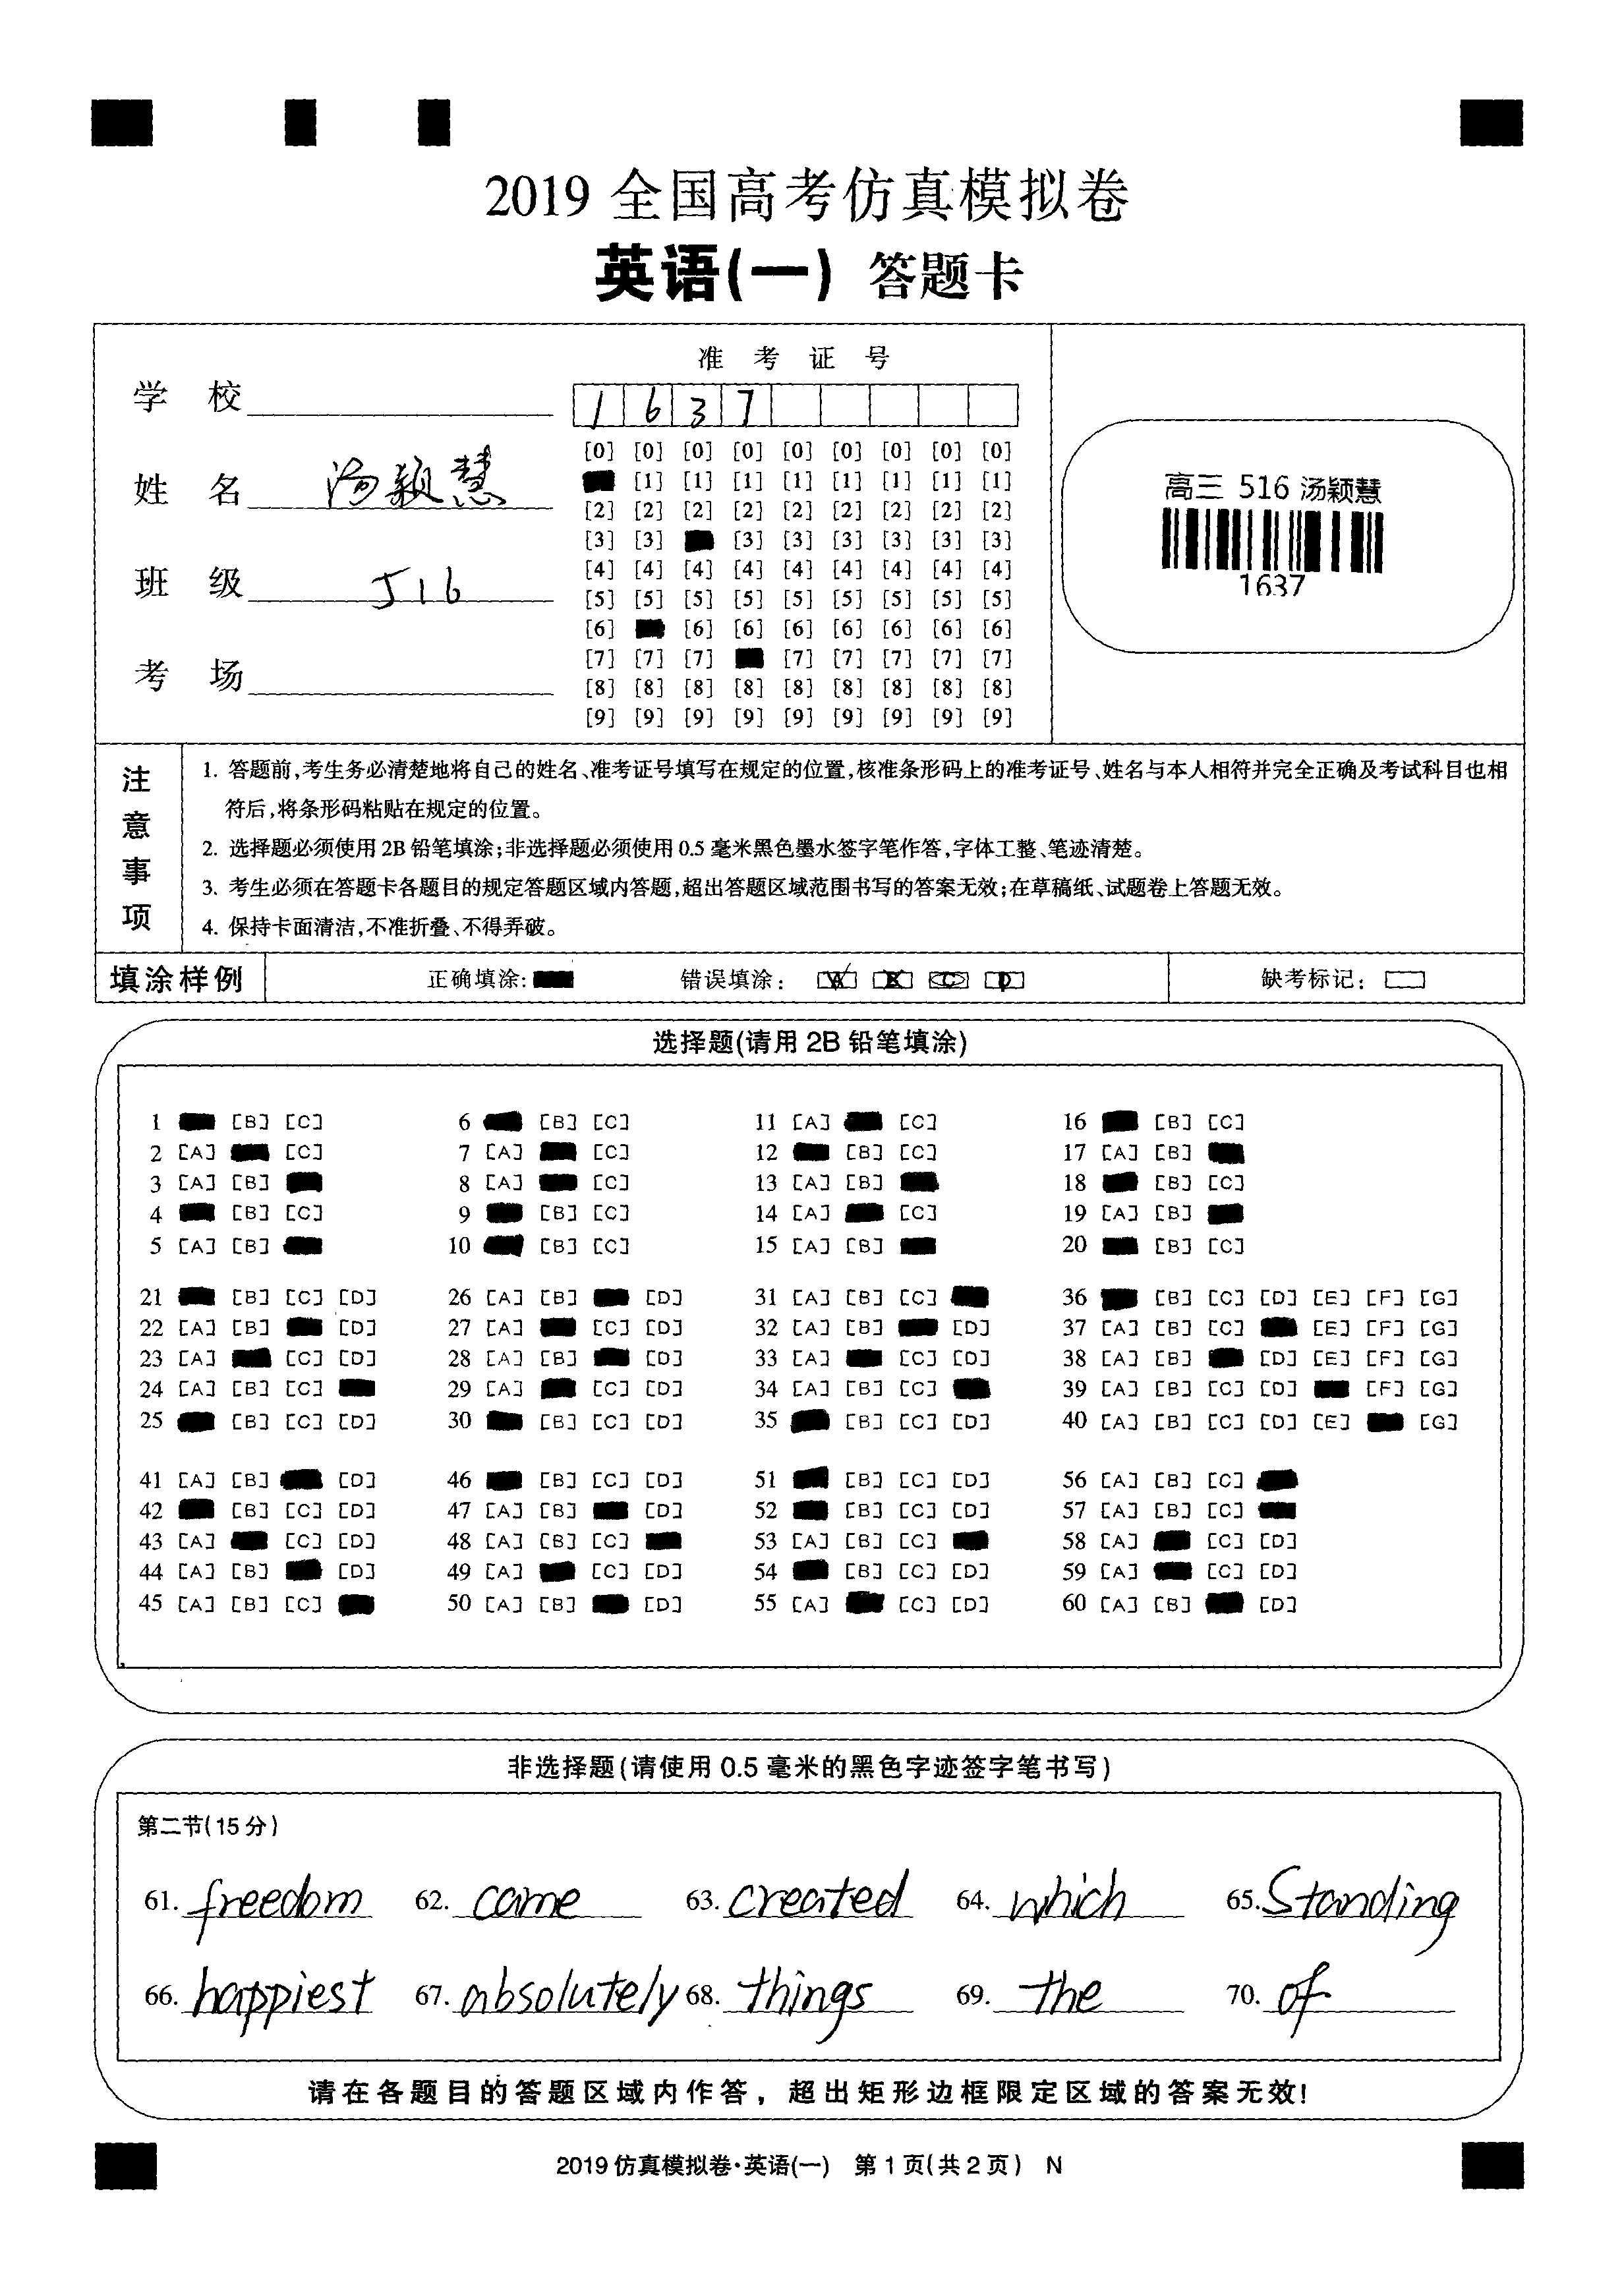 2019 全国高考仿真模拟卷
英语(一) 答题卡
学 校
姓 名 汤颖慧
班 级 516
考 场
准 考 证 号
1 6 3 7
[0] [0] [0] [0] [0] [0] [0] [0] [0]
[1] [1] [1] [1] [1] [1] [1] [1]
[2] [2] [2] [2] [2] [2] [2] [2] [2]
[3] [3] [3] [3] [3] [3] [3] [3]
[4] [4] [4] [4] [4] [4] [4] [4] [4]
[5] [5] [5] [5] [5] [5] [5] [5] [5]
[6] [6] [6] [6] [6] [6] [6] [6]
[7] [7] [7] [7] [7] [7] [7] [7]
[8] [8] [8] [8] [8] [8] [8] [8] [8]
[9] [9] [9] [9] [9] [9] [9] [9] [9]
高三 516 汤颖慧
1637
注意事项
1. 答题前,考生务必清楚地将自己的姓名、准考证号填写在规定的位置,核准条形码上的准考证号、姓名与本人相符并完全正确及考试科目也相
符后,将条形码粘贴在规定的位置。
2. 选择题必须使用 2B 铅笔填涂;非选择题必须使用 0.5 毫米黑色墨水签字笔作答,字体工整、笔迹清楚。
3. 考生必须在答题卡各题目的规定答题区域内答题,超出答题区域范围书写的答案无效;在草稿纸、试题卷上答题无效。
4. 保持卡面清洁,不准折叠、不得弄破。
填涂样例 正确填涂: 错误填涂: A B C D 缺考标记:
选择题(请用 2B 铅笔填涂)
1 [B] [C] 6 [B] [C] 11 [A] [C] 16 [B] [C]
2 [A] [C] 7 [A] [C] 12 [B] [C] 17 [A] [B]
3 [A] [B] 8 [A] [C] 13 [A] [B] 18 [B] [C]
4 [B] [C] 9 [B] [C] 14 [A] [C] 19 [A] [B]
5 [A] [B] 10 [B] [C] 15 [A] [B] 20 [B] [C]
21 [B] [C] [D] 26 [A] [B] [D] 31 [A] [B] [C] 36 [B] [C] [D] [E] [F] [G]
22 [A] [B] [D] 27 [A] [C] [D] 32 [A] [B] [D] 37 [A] [B] [C] [E] [F] [G]
23 [A] [C] [D] 28 [A] [B] [D] 33 [A] [C] [D] 38 [A] [B] [D] [E] [F] [G]
24 [A] [B] [C] 29 [A] [C] [D] 34 [A] [B] [C] 39 [A] [B] [C] [D] [F] [G]
25 [B] [C] [D] 30 [B] [C] [D] 35 [B] [C] [D] 40 [A] [B] [C] [D] [E] [G]
41 [A] [B] [D] 46 [B] [C] [D] 51 [B] [C] [D] 56 [A] [B] [C]
42 [B] [C] [D] 47 [A] [B] [D] 52 [B] [C] [D] 57 [A] [B] [C]
43 [A] [C] [D] 48 [A] [B] [C] 53 [A] [B] [C] 58 [A] [C] [D]
44 [A] [B] [D] 49 [A] [C] [D] 54 [B] [C] [D] 59 [A] [C] [D]
45 [A] [B] [C] 50 [A] [B] [D] 55 [A] [C] [D] 60 [A] [B] [D]
非选择题(请使用 0.5 毫米的黑色字迹签字笔书写)
第二节(15 分)
61. freedom 62. came 63. created 64. which 65. Standing
66. happiest 67. absolutely 68. things 69. the 70. of
请在各题目的答题区域内作答，超出矩形边框限定区域的答案无效!
2019 仿真模拟卷·英语(一) 第 1 页(共 2 页) N